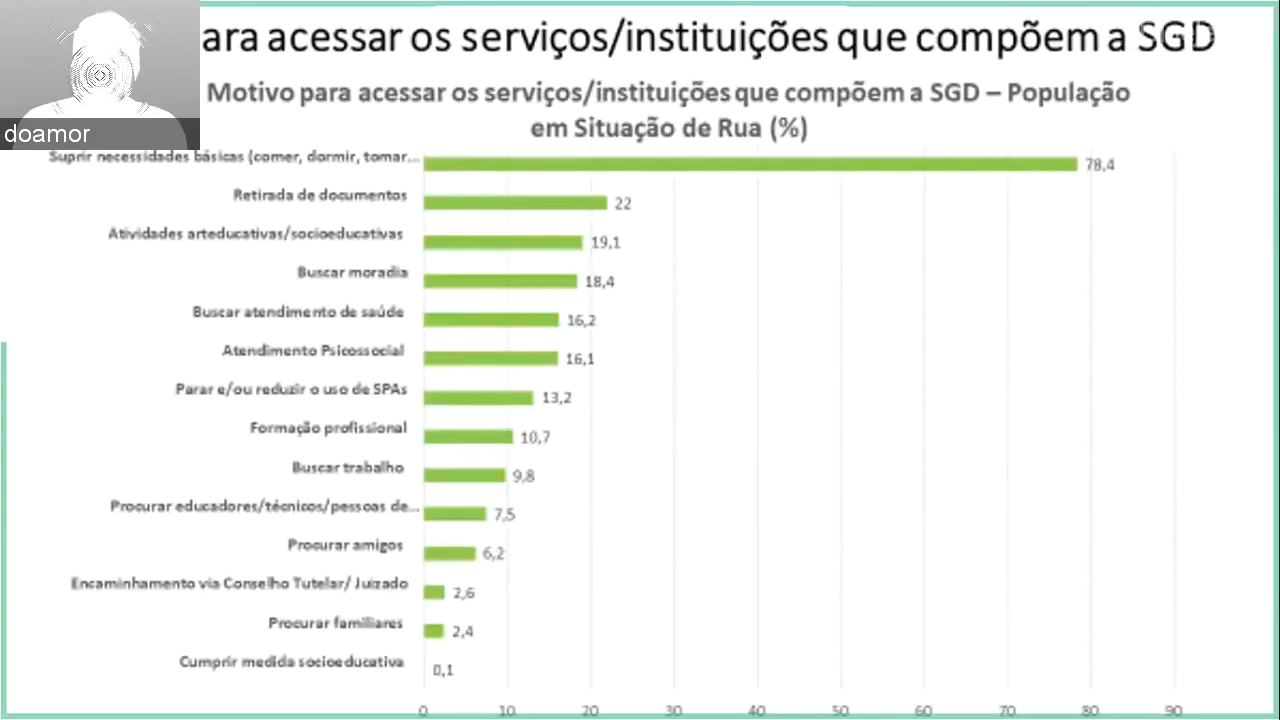 ara acessar os serviços/instituições que compõem a SGD
Motivo para acessar os serviços/instituições que compõem a SGD – População
em Situação de Rua (%)
doamor
Suprir necessidades básicas (comer, dormir, tomar... 78,4
Retirada de documentos 22
Atividades arteducativas/socioeducativas 19,1
Buscar moradia 18,4
Buscar atendimento de saúde 16,2
Atendimento Psicossocial 16,1
Parar e/ou reduzir o uso de SPAs 13,2
Formação profissional 10,7
Buscar trabalho 9,8
Procurar educadores/técnicos/pessoas de... 7,5
Procurar amigos 6,2
Encaminhamento via Conselho Tutelar/ Juizado 2,6
Procurar familiares 2,4
Cumprir medida socioeducativa 0,1
0 10 20 30 40 50 60 70 80 90